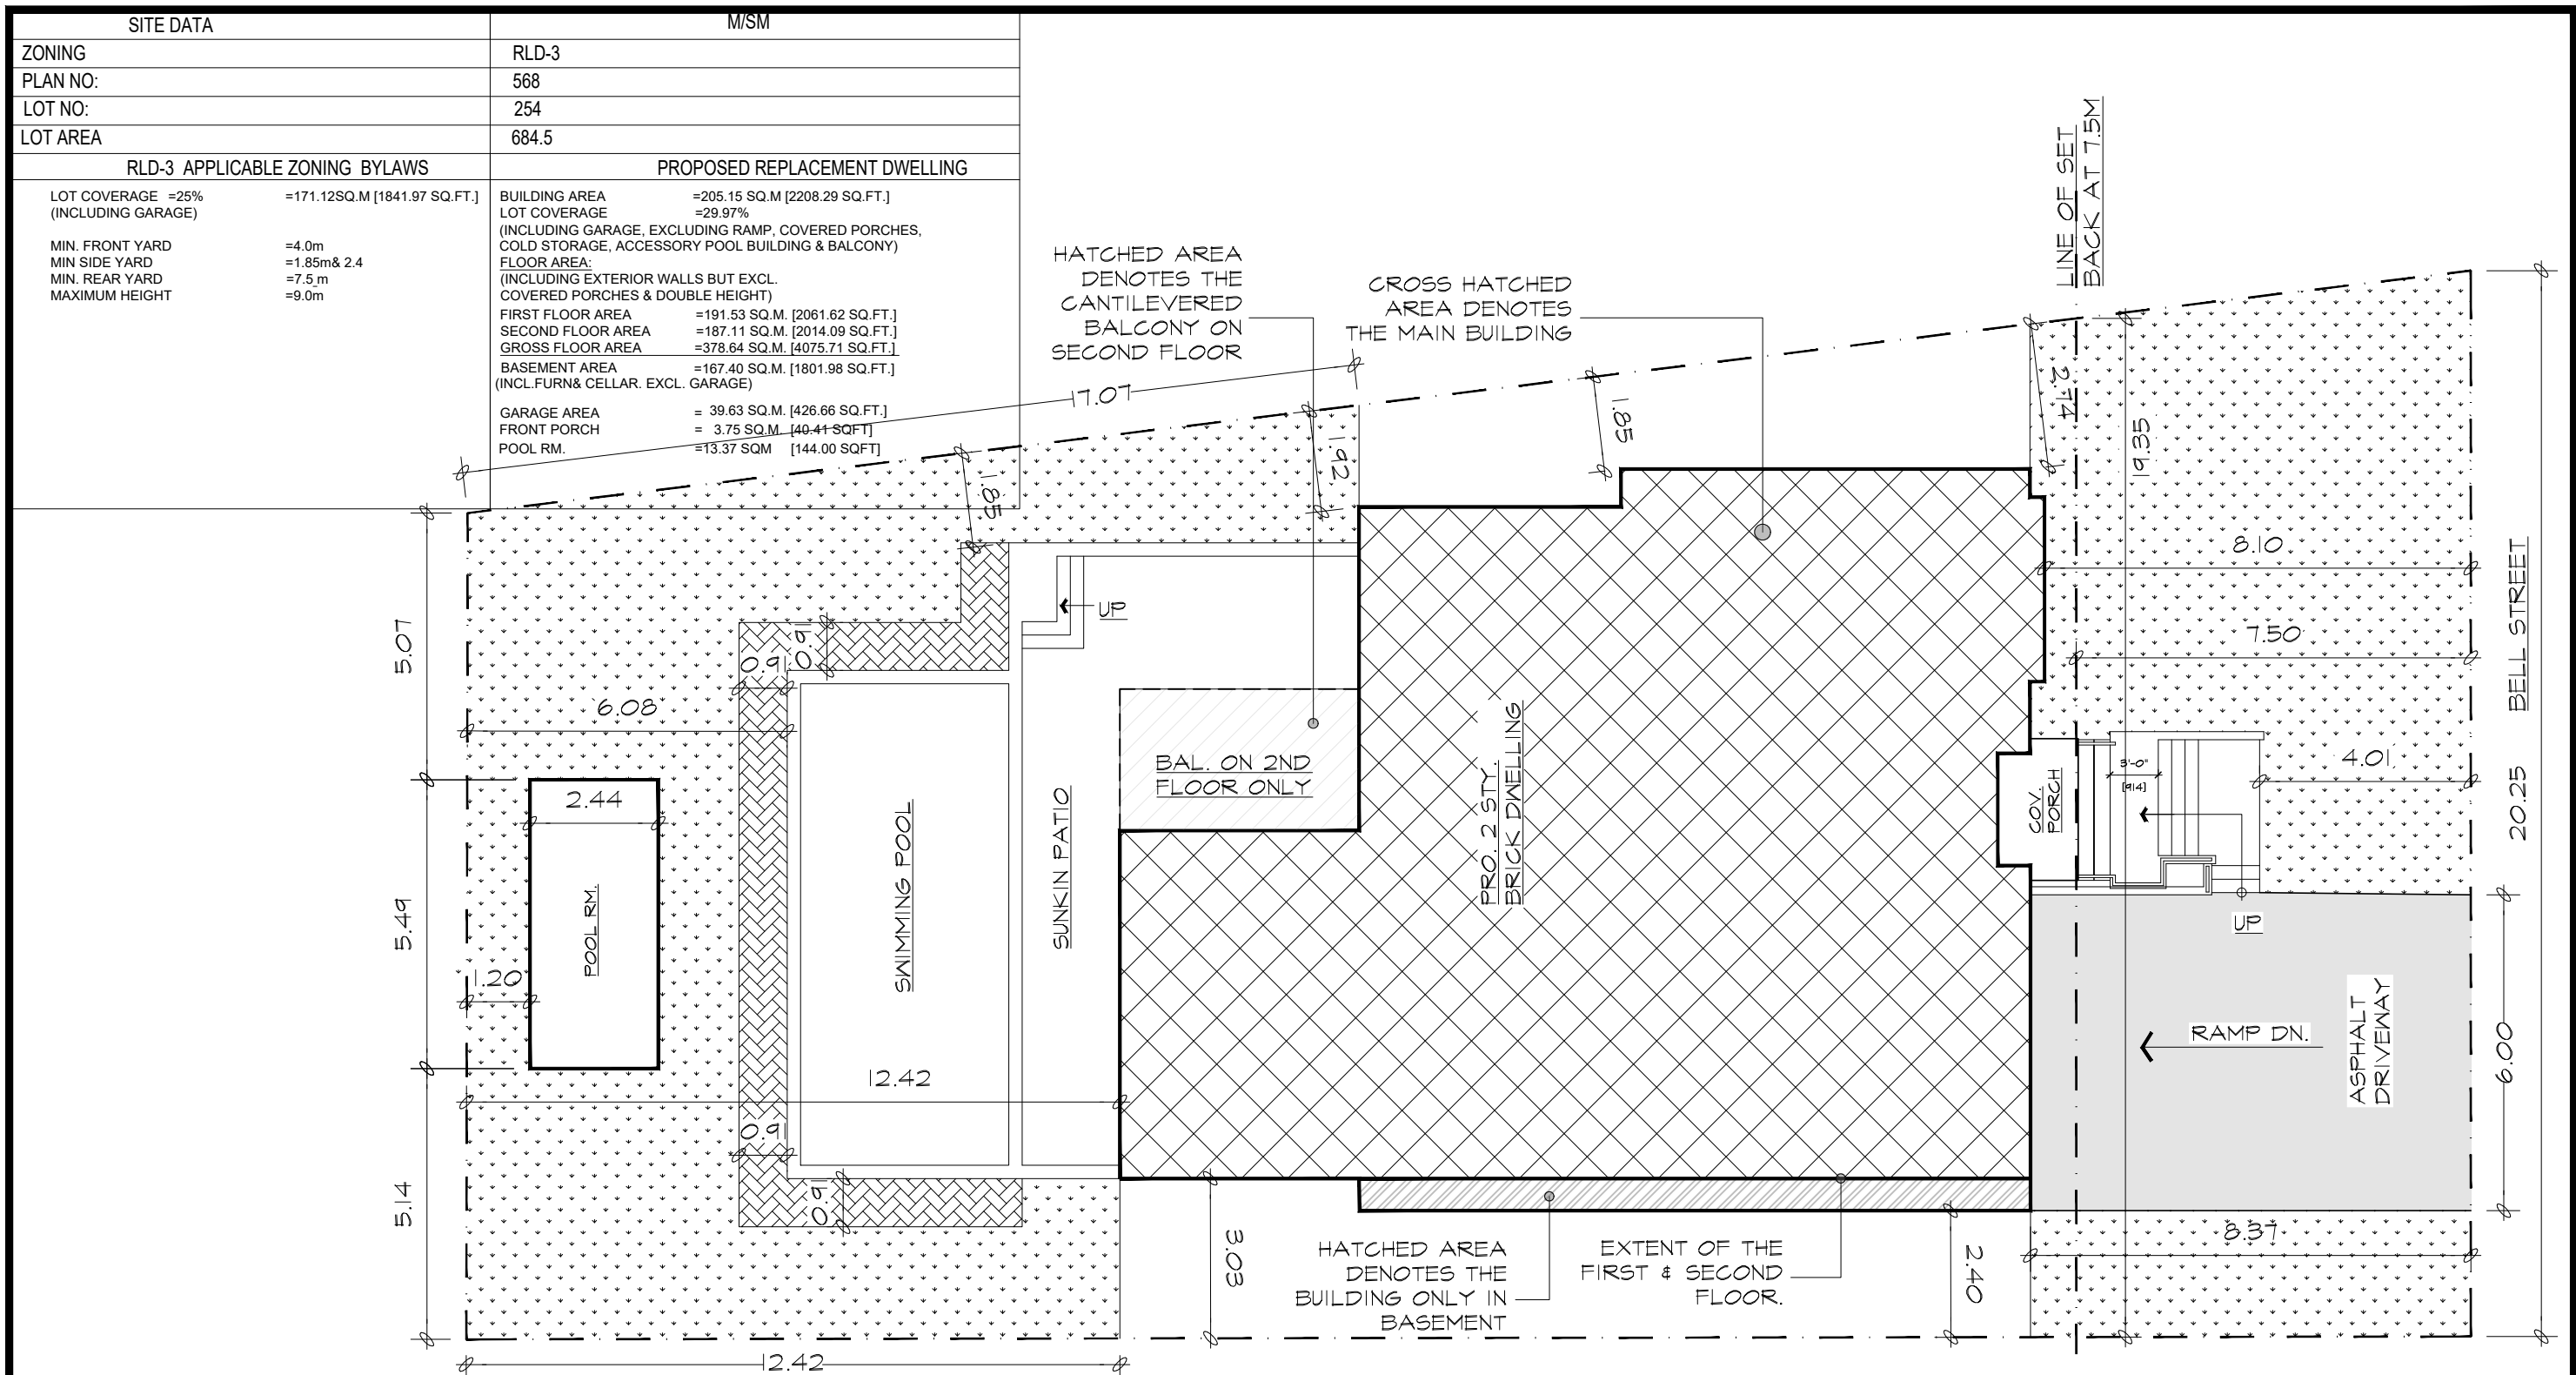 SITE DATA M/SM
ZONING RLD-3
PLAN NO: 568
LOT NO: 254
LOT AREA 684.5
RLD-3 APPLICABLE ZONING BYLAWS PROPOSED REPLACEMENT DWELLING
LOT COVERAGE =25% =171.12SQ.M [1841.97 SQ.FT.]
(INCLUDING GARAGE)
MIN. FRONT YARD =4.0m
MIN SIDE YARD =1.85m& 2.4
MIN. REAR YARD =7.5 m
MAXIMUM HEIGHT =9.0m
BUILDING AREA =205.15 SQ.M [2208.29 SQ.FT.]
LOT COVERAGE =29.97%
(INCLUDING GARAGE, EXCLUDING RAMP, COVERED PORCHES,
COLD STORAGE, ACCESSORY POOL BUILDING & BALCONY)
FLOOR AREA:
(INCLUDING EXTERIOR WALLS BUT EXCL.
COVERED PORCHES & DOUBLE HEIGHT)
FIRST FLOOR AREA =191.53 SQ.M. [2061.62 SQ.FT.]
SECOND FLOOR AREA =187.11 SQ.M. [2014.09 SQ.FT.]
GROSS FLOOR AREA =378.64 SQ.M. [4075.71 SQ.FT.]
BASEMENT AREA =167.40 SQ.M. [1801.98 SQ.FT.]
(INCL.FURN& CELLAR. EXCL. GARAGE)
GARAGE AREA = 39.63 SQ.M. [426.66 SQ.FT.]
FRONT PORCH = 3.75 SQ.M. [40.41 SQFT]
POOL RM. =13.37 SQM [144.00 SQFT]
HATCHED AREA
DENOTES THE
CANTILEVERED
BALCONY ON
SECOND FLOOR
CROSS HATCHED
AREA DENOTES
THE MAIN BUILDING
LINE OF SET
BACK AT 7.5M
17.07
1.85
1.92
1.85
2.74
19.35
8.10
7.50
4.01
BELL STREET
20.25
6.00
5.07
5.49
5.14
6.08
0.91
0.91
2.44
POOL RM.
1.20
SWIMMING POOL
SUNKIN PATIO
UP
BAL. ON 2ND
FLOOR ONLY
PRO. 2 STY.
BRICK DWELLING
COV.
PORCH
3'-0"
[914]
UP
RAMP DN.
ASPHALT
DRIVEWAY
12.42
0.91
0.91
3.03
HATCHED AREA
DENOTES THE
BUILDING ONLY IN
BASEMENT
EXTENT OF THE
FIRST & SECOND
FLOOR.
2.40
8.37
12.42